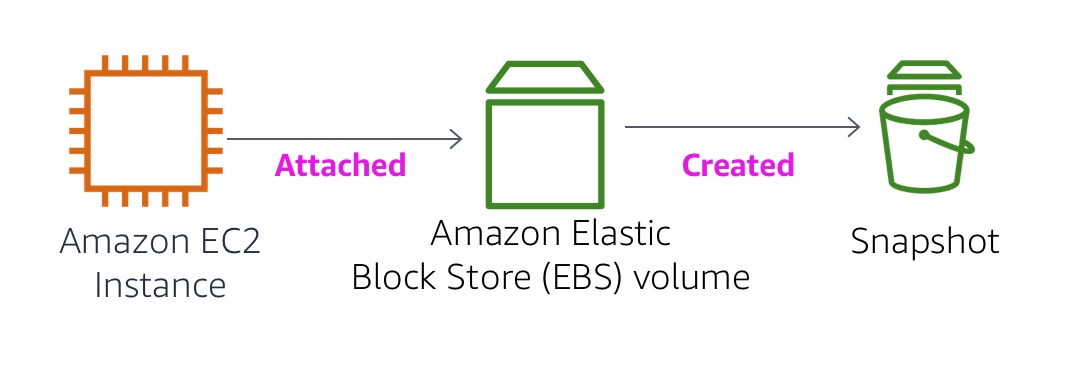 Attached
Created
Amazon EC2
Instance
Amazon Elastic
Block Store (EBS) volume
Snapshot